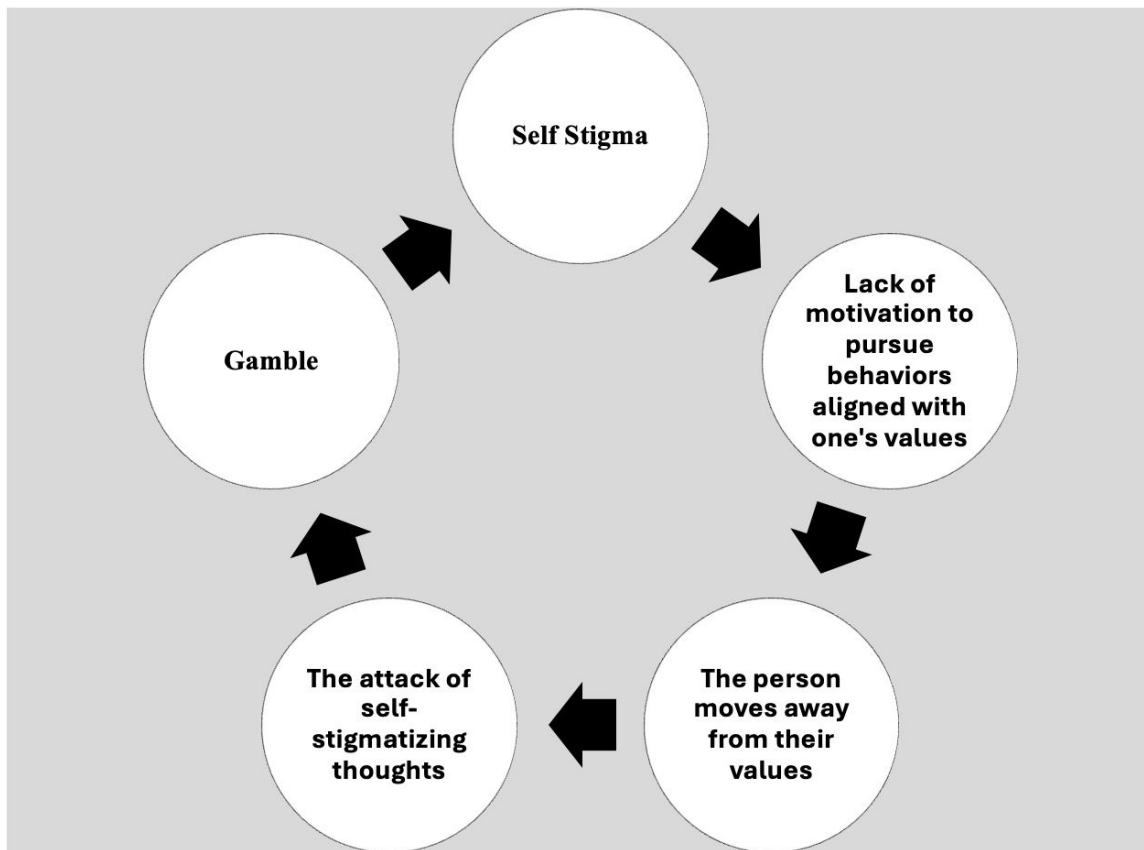 Self Stigma
Lack of
motivation to
pursue
behaviors
aligned with
one's values
The person
moves away
from their
values
The attack of
self-
stigmatizing
thoughts
Gamble